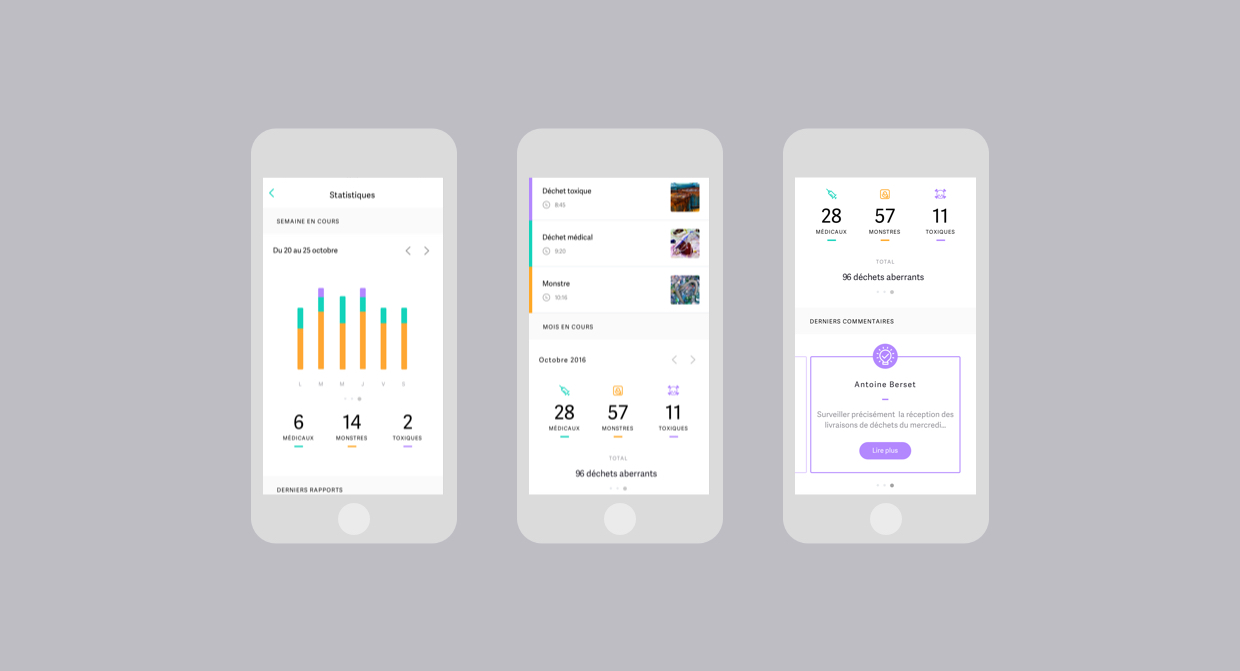 Statistiques
SEMAINE EN COURS
Du 20 au 25 octobre
L M M J V S
6 14 2
MÉDICAUX MONSTRES TOXIQUES
DERNIERS RAPPORTS
Déchet toxique
8:45
Déchet médical
9:20
Monstre
10:16
MOIS EN COURS
Octobre 2016
28 57 11
MÉDICAUX MONSTRES TOXIQUES
TOTAL
96 déchets aberrants
28 57 11
MÉDICAUX MONSTRES TOXIQUES
TOTAL
96 déchets aberrants
DERNIERS COMMENTAIRES
Antoine Berset
Surveiller précisément la réception des
livraisons de déchets du mercredi...
Lire plus